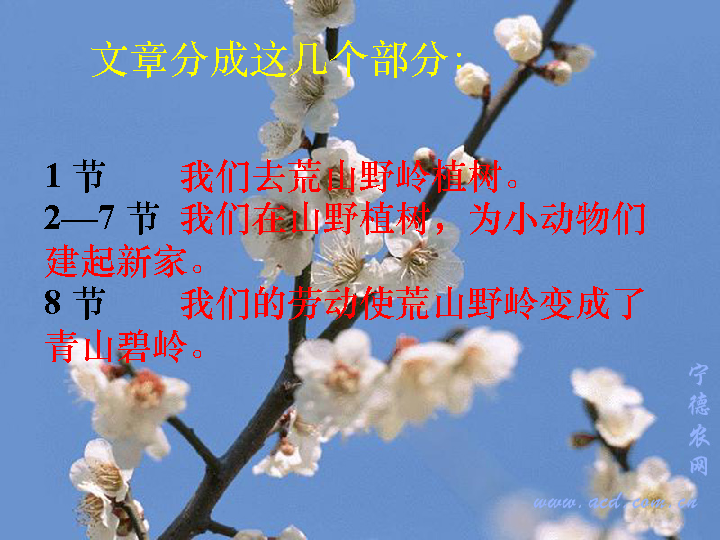 文章分成这几个部分：
1 节 我们去荒山野岭植树。
2—7 节 我们在山野植树，为小动物们
建起新家。
8 节 我们的劳动使荒山野岭变成了
青山碧岭。
宁德农网